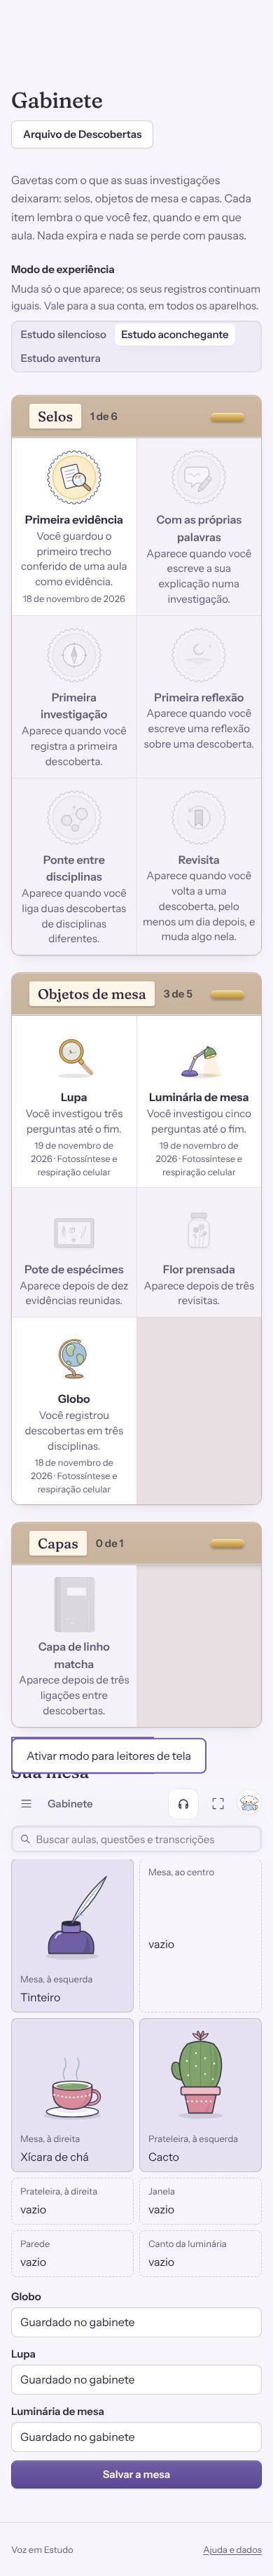 Gabinete
Arquivo de Descobertas
Gavetas com o que as suas investigações
deixaram: selos, objetos de mesa e capas. Cada
item lembra o que você fez, quando e em que
aula. Nada expira e nada se perde com pausas.
Modo de experiência
Muda só o que aparece; os seus registros continuam
iguais. Vale para a sua conta, em todos os aparelhos.
Estudo silencioso
Estudo aconchegante
Estudo aventura
Selos
1 de 6
Primeira evidência
Você guardou o
primeiro trecho
conferido de uma aula
como evidência.
18 de novembro de 2026
Com as próprias
palavras
Aparece quando você
escreve a sua
explicação numa
investigação.
Primeira
investigação
Aparece quando você
registra a primeira
descoberta.
Primeira reflexão
Aparece quando você
escreve uma reflexão
sobre uma descoberta.
Ponte entre
disciplinas
Aparece quando você
liga duas descobertas
de disciplinas
diferentes.
Revisita
Aparece quando você
volta a uma
descoberta, pelo
menos um dia depois, e
muda algo nela.
Objetos de mesa
3 de 5
Lupa
Você investigou três
perguntas até o fim.
19 de novembro de
2026 · Fotossíntese e
respiração celular
Luminária de mesa
Você investigou cinco
perguntas até o fim.
19 de novembro de
2026 · Fotossíntese e
respiração celular
Pote de espécimes
Aparece depois de dez
evidências reunidas.
Flor prensada
Aparece depois de três
revisitas.
Globo
Você registrou
descobertas em três
disciplinas.
18 de novembro de
2026 · Fotossíntese e
respiração celular
Capas
0 de 1
Capa de linho
matcha
Aparece depois de três
ligações entre
descobertas.
Ativar modo para leitores de tela
Sua mesa
Gabinete
Buscar aulas, questões e transcrições
Mesa, à esquerda
Tinteiro
Mesa, ao centro
vazio
Mesa, à direita
Xícara de chá
Prateleira, à esquerda
Cacto
Prateleira, à direita
vazio
Janela
vazio
Parede
vazio
Canto da luminária
vazio
Globo
Guardado no gabinete
Lupa
Guardado no gabinete
Luminária de mesa
Guardado no gabinete
Salvar a mesa
Voz em Estudo
Ajuda e dados